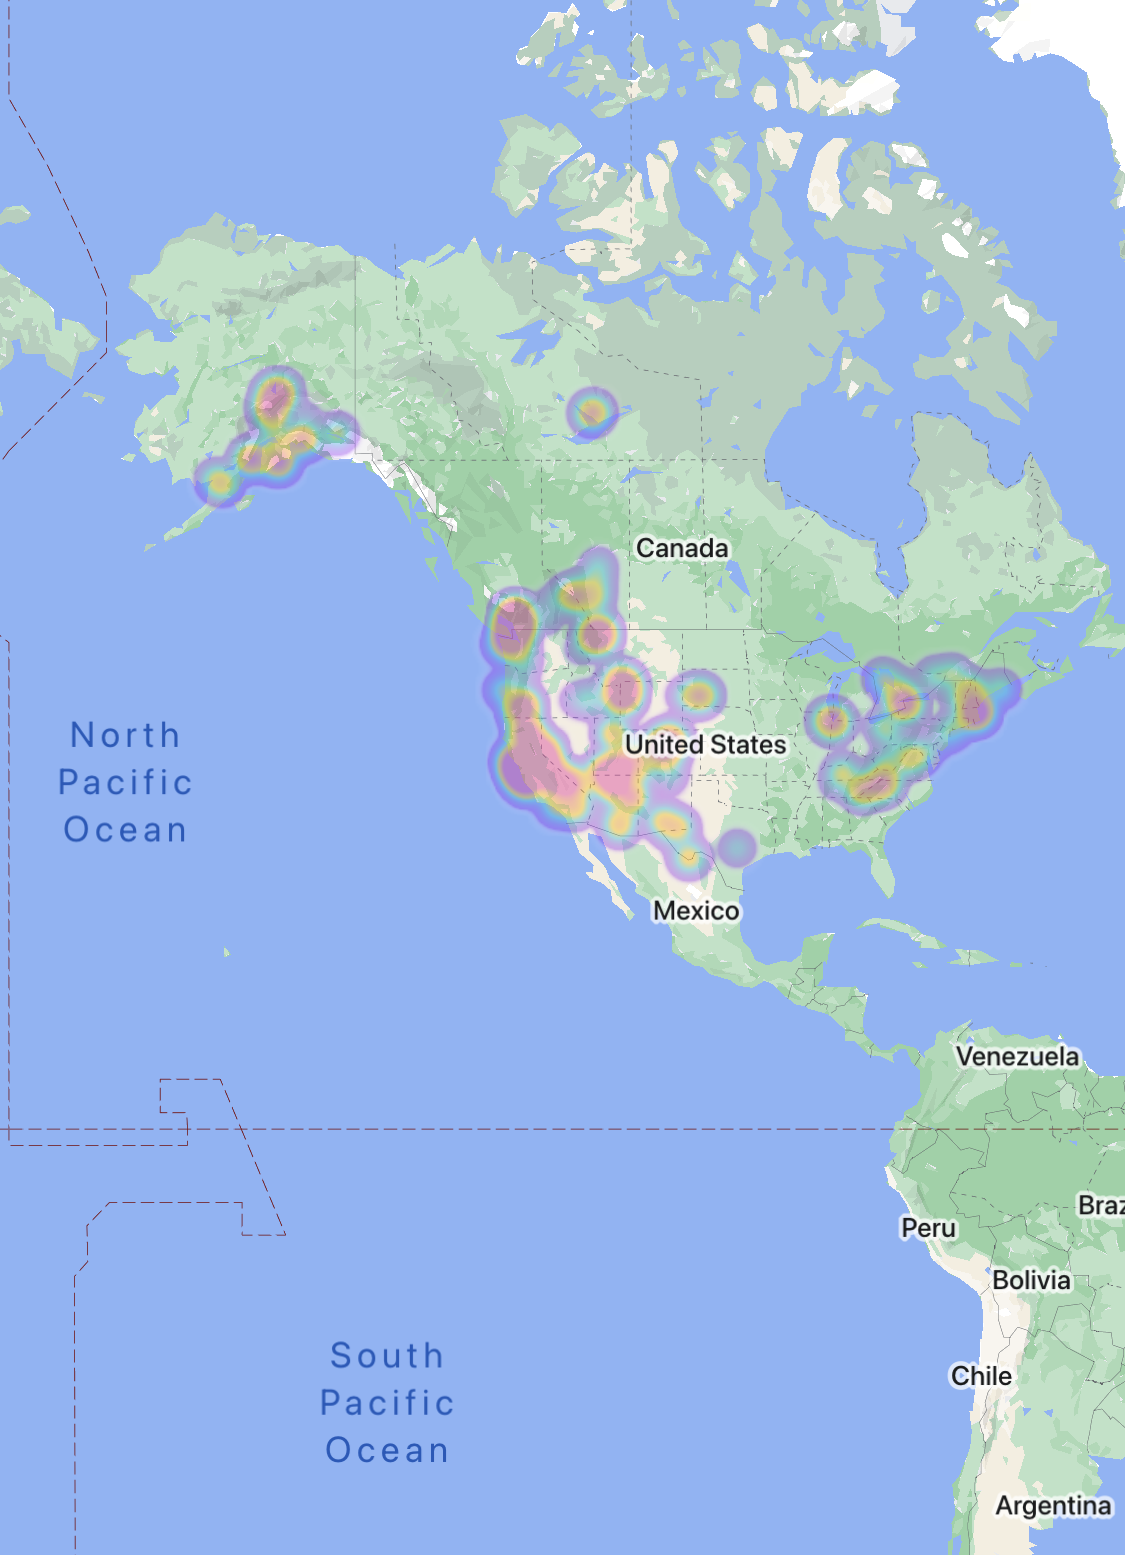 Canada
North
Pacific
Ocean
United States
Mexico
Venezuela
Braz
Peru
Bolivia
South
Pacific
Ocean
Chile
Argentina